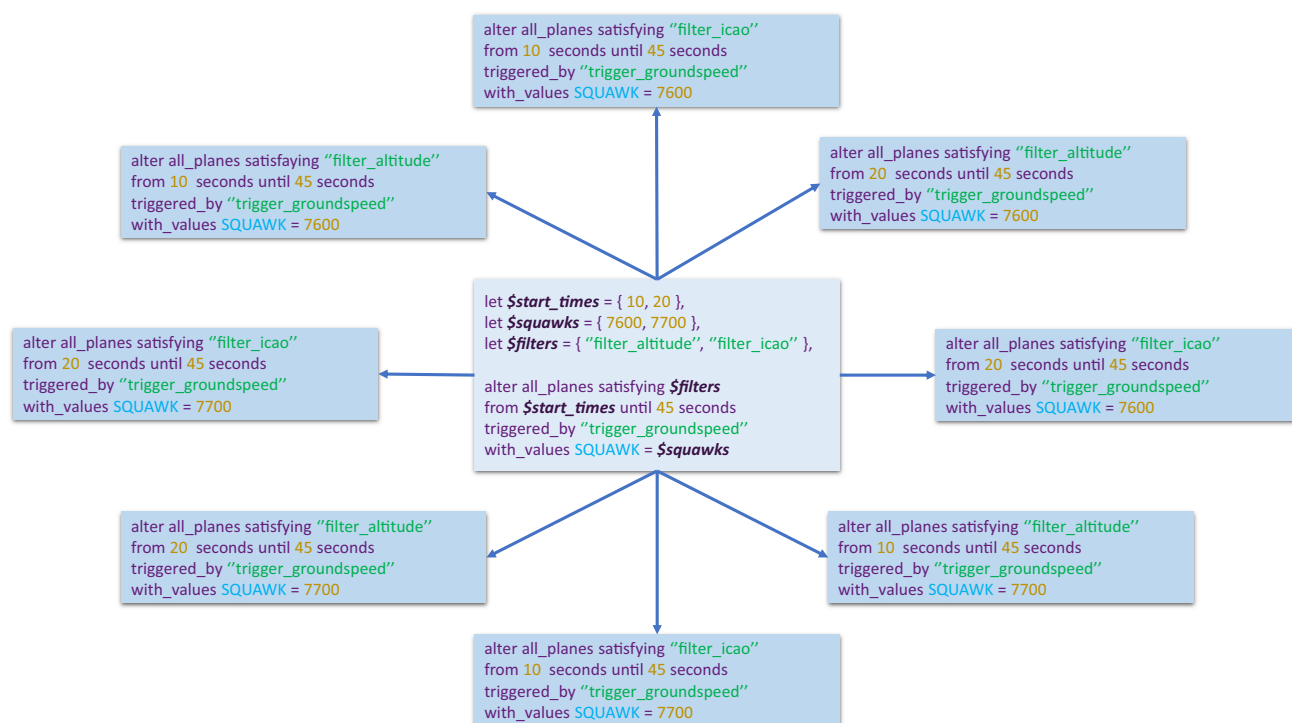 alter all_planes satisfying “filter_icao”
from 10 seconds until 45 seconds
triggered_by “trigger_groundspeed”
with_values SQUAWK = 7600
alter all_planes satisfaying “filter_altitude”
from 10 seconds until 45 seconds
triggered_by “trigger_groundspeed”
with_values SQUAWK = 7600
alter all_planes satisfying “filter_altitude”
from 20 seconds until 45 seconds
triggered_by “trigger_groundspeed”
with_values SQUAWK = 7600
let $start_times = { 10, 20 },
let $squawks = { 7600, 7700 },
let $filters = { “filter_altitude”, “filter_icao” },
alter all_planes satisfying $filters
from $start_times until 45 seconds
triggered_by “trigger_groundspeed”
with_values SQUAWK = $squawks
alter all_planes satisfying “filter_icao”
from 20 seconds until 45 seconds
triggered_by “trigger_groundspeed”
with_values SQUAWK = 7700
alter all_planes satisfying “filter_icao”
from 20 seconds until 45 seconds
triggered_by “trigger_groundspeed”
with_values SQUAWK = 7600
alter all_planes satisfying “filter_altitude”
from 20 seconds until 45 seconds
triggered_by “trigger_groundspeed”
with_values SQUAWK = 7700
alter all_planes satisfying “filter_altitude”
from 10 seconds until 45 seconds
triggered_by “trigger_groundspeed”
with_values SQUAWK = 7700
alter all_planes satisfying “filter_icao”
from 10 seconds until 45 seconds
triggered_by “trigger_groundspeed”
with_values SQUAWK = 7700